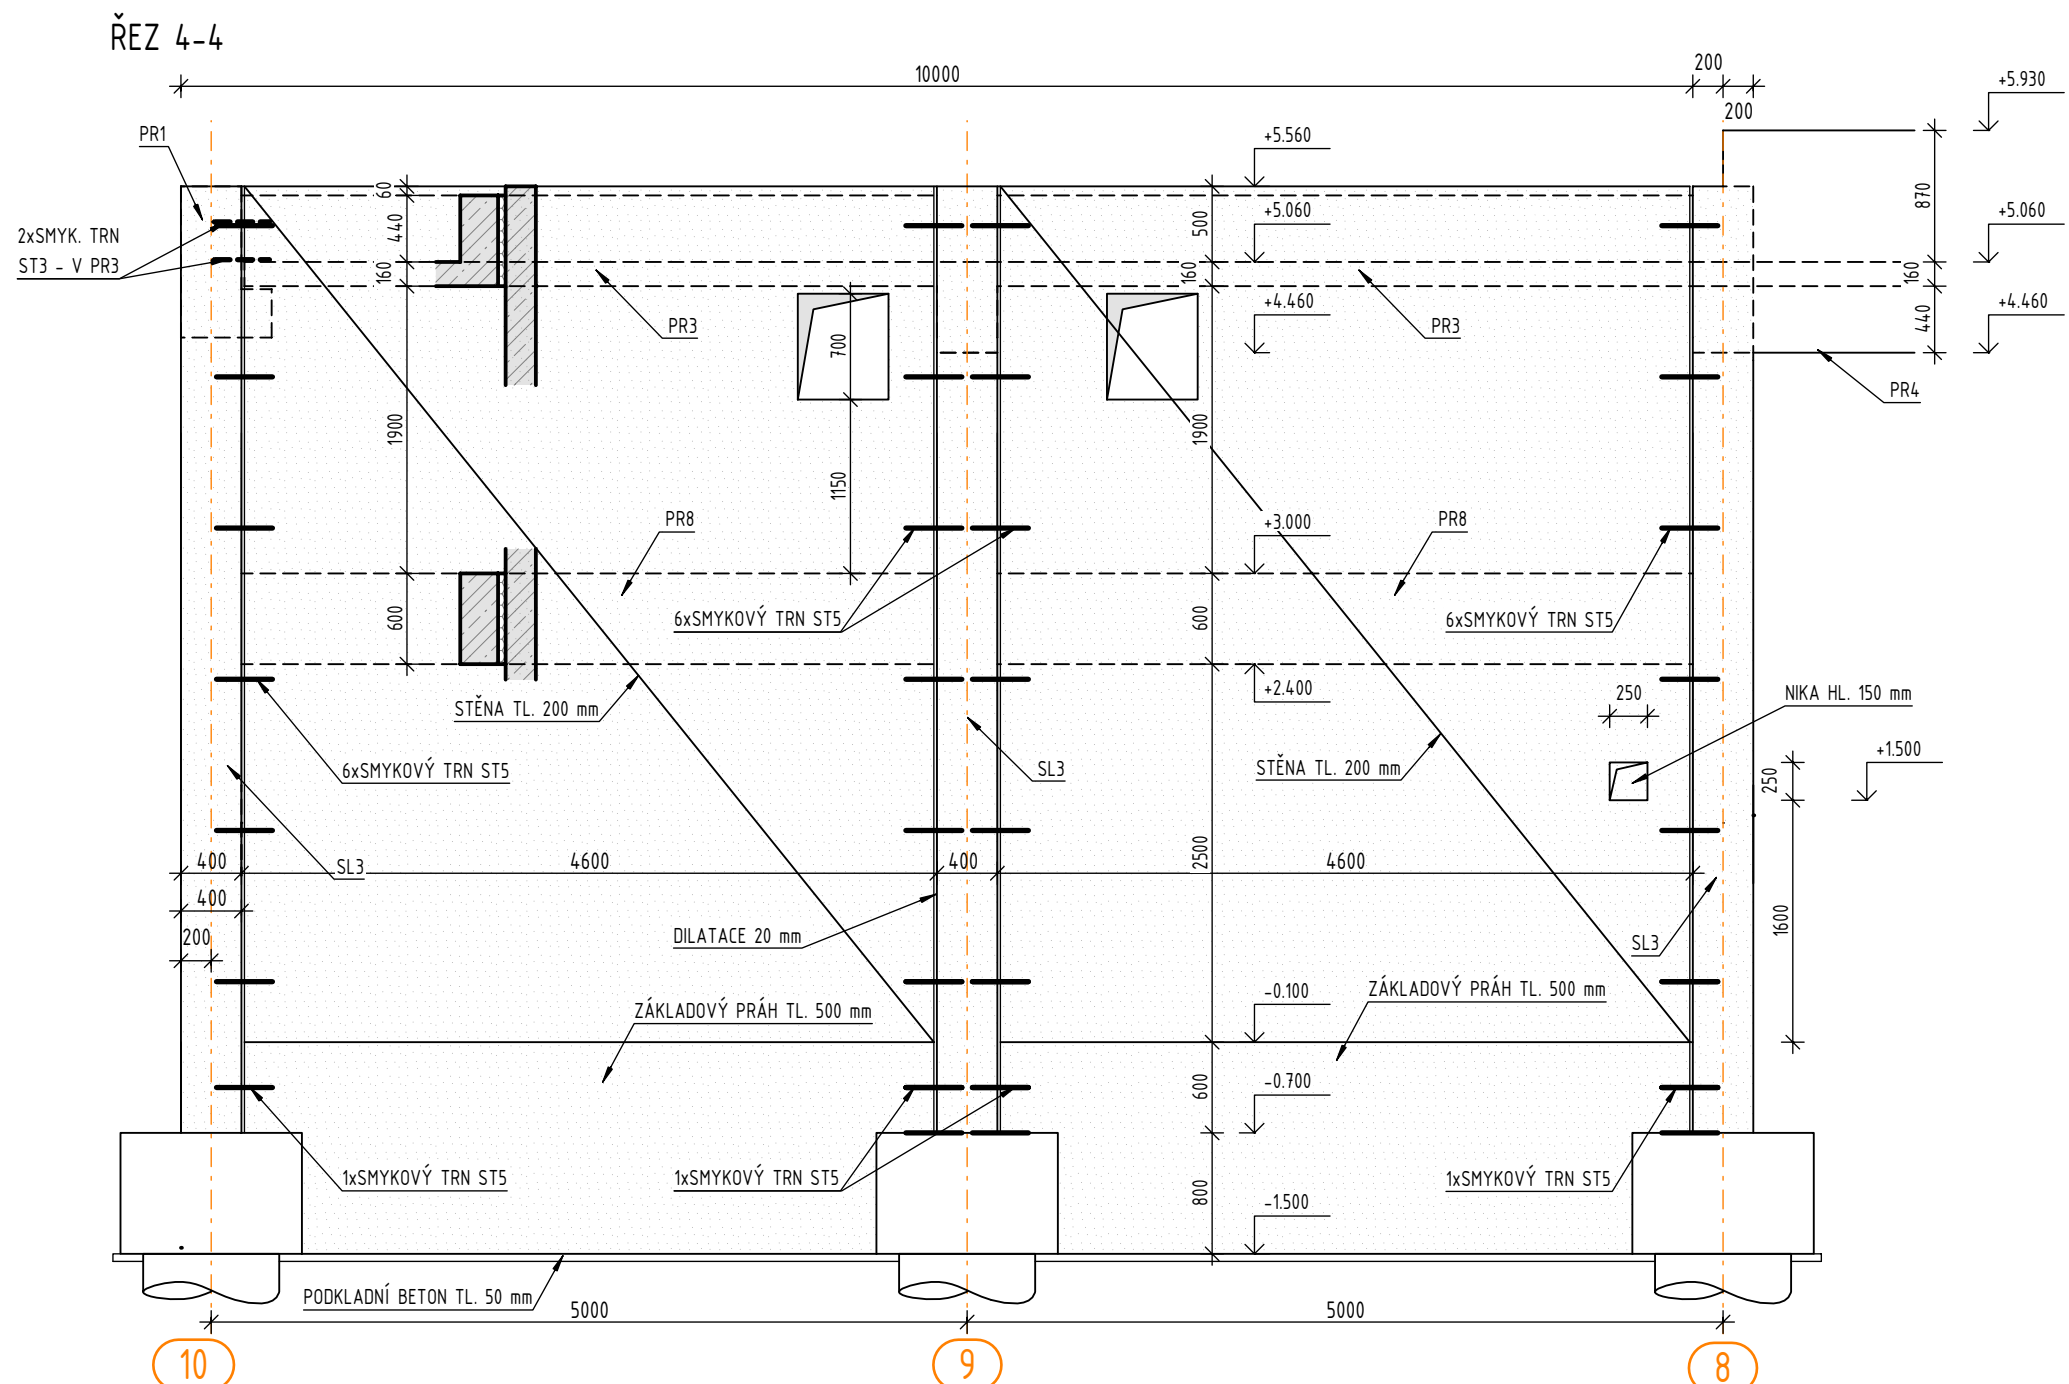 ŘEZ 4-4
10000
200
200
+5.930
PR1
+5.560
60
440
160
500
160
870
160
440
+5.060
+5.060
2xSMYK. TRN
ST3 - V PR3
PR3
PR3
+4.460
+4.460
700
PR4
1900
1900
1150
PR8
PR8
+3.000
600
600
6xSMYKOVÝ TRN ST5
6xSMYKOVÝ TRN ST5
+2.400
STĚNA TL. 200 mm
250
NIKA HL. 150 mm
6xSMYKOVÝ TRN ST5
SL3
STĚNA TL. 200 mm
+1.500
250
400
SL3
4600
400
2500
4600
400
200
DILATACE 20 mm
SL3
1600
ZÁKLADOVÝ PRÁH TL. 500 mm
-0.100
ZÁKLADOVÝ PRÁH TL. 500 mm
600
-0.700
1xSMYKOVÝ TRN ST5
1xSMYKOVÝ TRN ST5
800
1xSMYKOVÝ TRN ST5
-1.500
PODKLADNÍ BETON TL. 50 mm
5000
5000
10
9
8